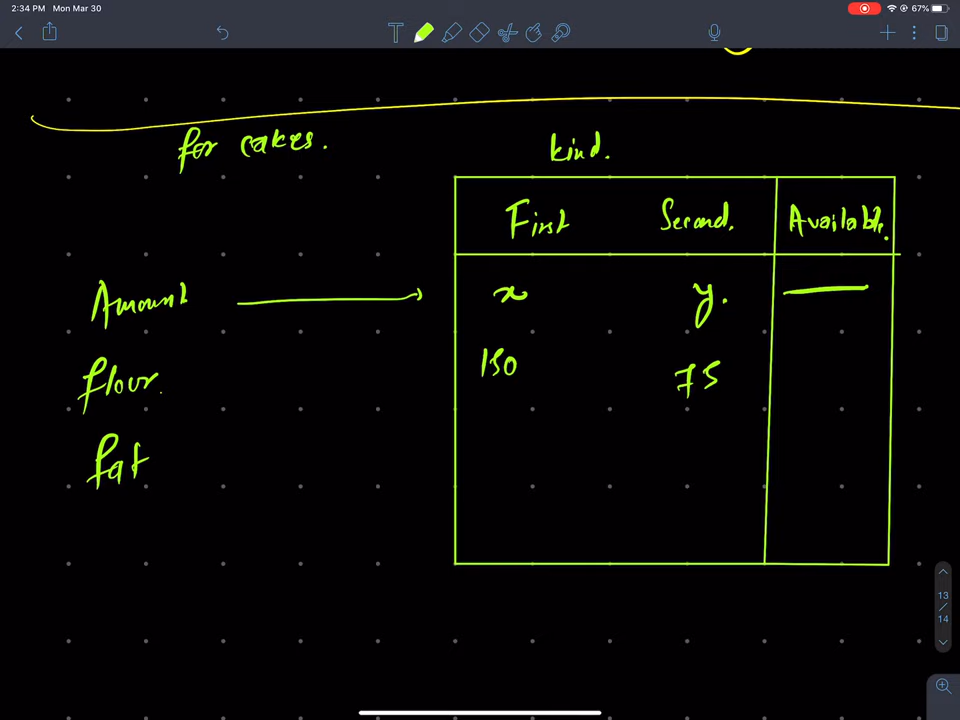 2:34 PM Mon Mar 30 67%
T
for cakes. kind.
First Second. Available.
Amount x y.
flour. 150 75
fat
13
/
14